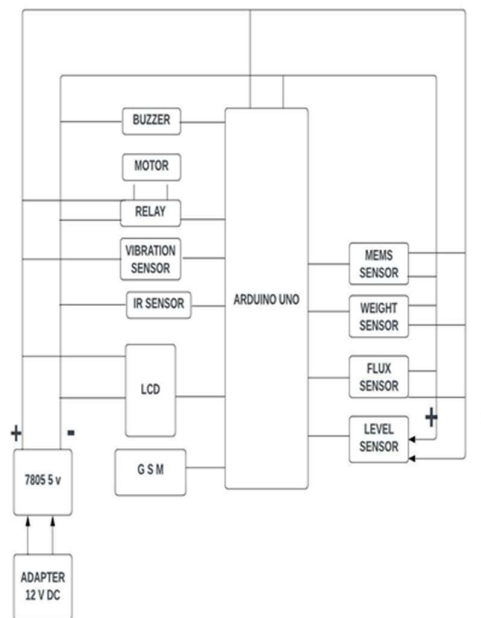 BUZZER
MOTOR
RELAY
VIBRATION
SENSOR
IR SENSOR
LCD
G S M
ARDUINO UNO
MEMS
SENSOR
WEIGHT
SENSOR
FLUX
SENSOR
LEVEL
SENSOR
+
+ -
7805 5 v
ADAPTER
12 V DC